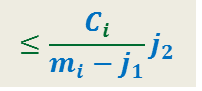 ≤ C_i / (m_i − j_1) j_2